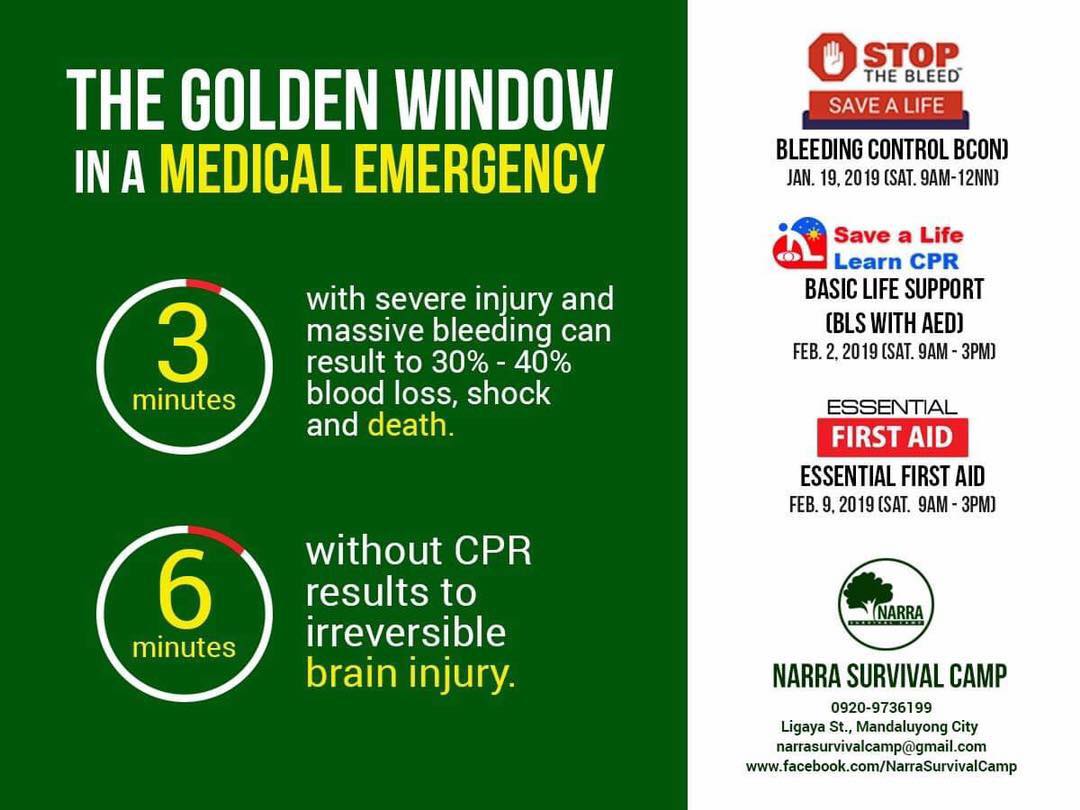 THE GOLDEN WINDOW
IN A MEDICAL EMERGENCY
3
minutes
with severe injury and
massive bleeding can
result to 30% - 40%
blood loss, shock
and death.
6
minutes
without CPR
results to
irreversible
brain injury.
STOP
THE BLEED™
SAVE A LIFE
BLEEDING CONTROL BCON)
JAN. 19, 2019 (SAT. 9AM-12NN)
Save a Life
Learn CPR
BASIC LIFE SUPPORT
(BLS WITH AED)
FEB. 2, 2019 (SAT. 9AM - 3PM)
ESSENTIAL
FIRST AID
ESSENTIAL FIRST AID
FEB. 9, 2019 (SAT. 9AM - 3PM)
NARRA
SURVIVAL CAMP
NARRA SURVIVAL CAMP
0920-9736199
Ligaya St., Mandaluyong City
narrasurvivalcamp@gmail.com
www.facebook.com/NarraSurvivalCamp